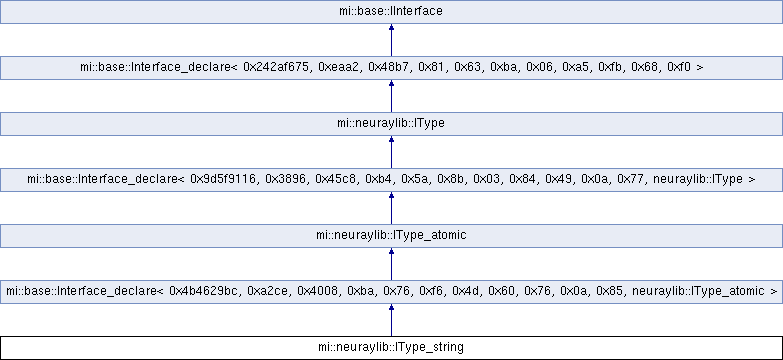 mi::base::IInterface
mi::base::Interface_declare< 0x242af675, 0xeaa2, 0x48b7, 0x81, 0x63, 0xba, 0x06, 0xa5, 0xfb, 0x68, 0xf0 >
mi::neuraylib::IType
mi::base::Interface_declare< 0x9d5f9116, 0x3896, 0x45c8, 0xb4, 0x5a, 0x8b, 0x03, 0x84, 0x49, 0x0a, 0x77, neuraylib::IType >
mi::neuraylib::IType_atomic
mi::base::Interface_declare< 0x4b4629bc, 0xa2ce, 0x4008, 0xba, 0x76, 0xf6, 0x4d, 0x60, 0x76, 0x0a, 0x85, neuraylib::IType_atomic >
mi::neuraylib::IType_string